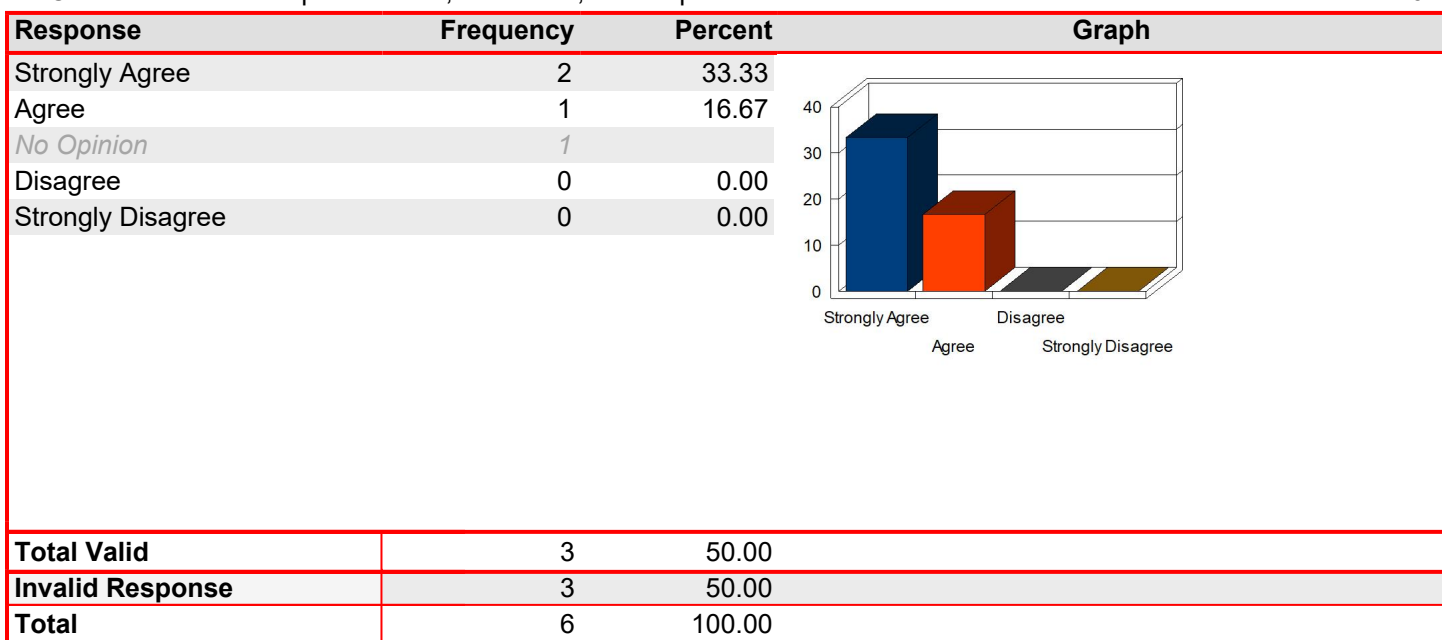 Response Frequency Percent Graph
Strongly Agree 2 33.33
Agree 1 16.67
No Opinion 1
Disagree 0 0.00
Strongly Disagree 0 0.00
40
30
20
10
0
Strongly Agree Disagree
Agree Strongly Disagree
Total Valid 3 50.00
Invalid Response 3 50.00
Total 6 100.00